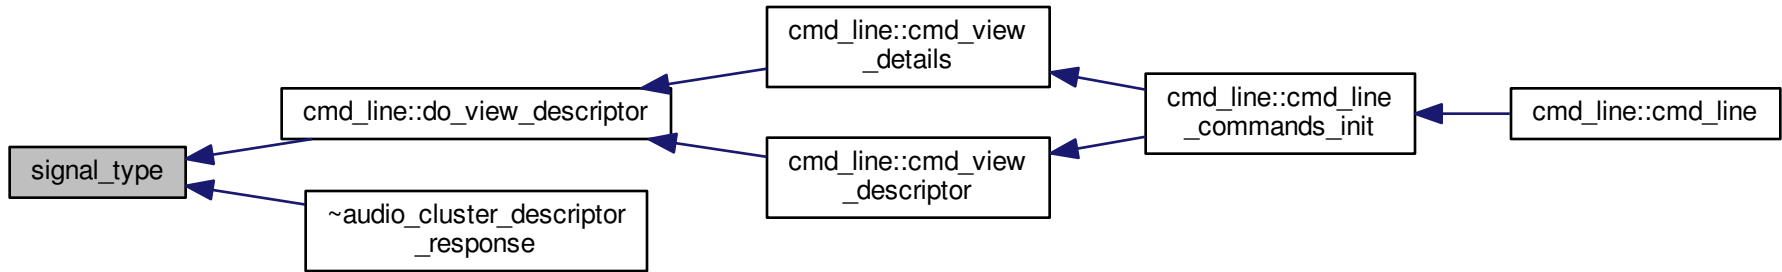 signal_type
cmd_line::do_view_descriptor
~audio_cluster_descriptor
_response
cmd_line::cmd_view
_details
cmd_line::cmd_view
_descriptor
cmd_line::cmd_line
_commands_init
cmd_line::cmd_line